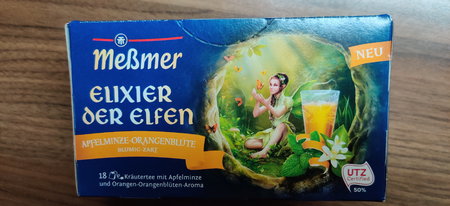 Meßmer
NEU
ELIXIER
DER ELFEN
APFELMINZE-ORANGENBLÜTE
BLUMIG-ZART
18 Kräutertee mit Apfelminze
und Orangen-Orangenblüten-Aroma
UTZ
Certified
50%